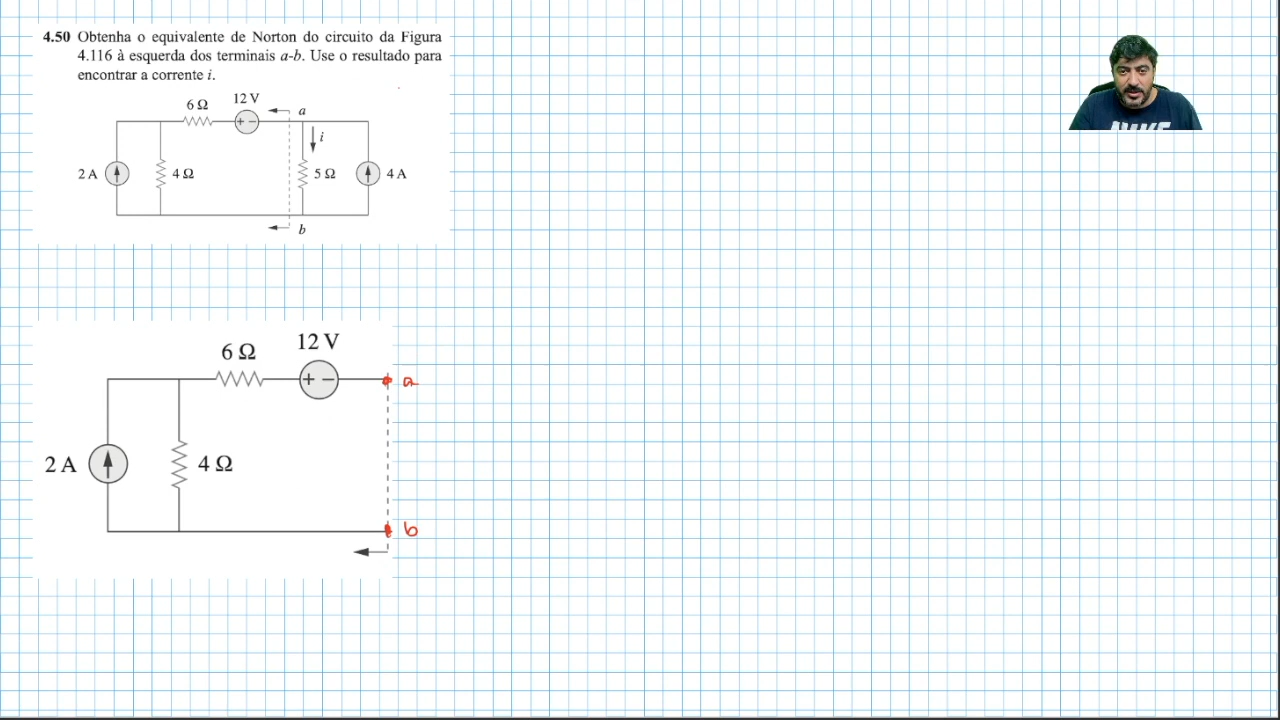 4.50 Obtenha o equivalente de Norton do circuito da Figura
4.116 à esquerda dos terminais a-b. Use o resultado para
encontrar a corrente i.
6 Ω 12 V
+ −
a
i
2 A
4 Ω
5 Ω
4 A
b
6 Ω
12 V
+ −
a
2 A
4 Ω
b